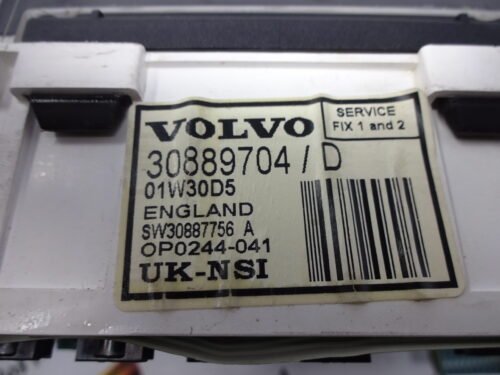 VOLVO
SERVICE
FIX 1 and 2
30889704 / D
01W30D5
ENGLAND
SW30887756 A
OP0244-041
UK-NSI